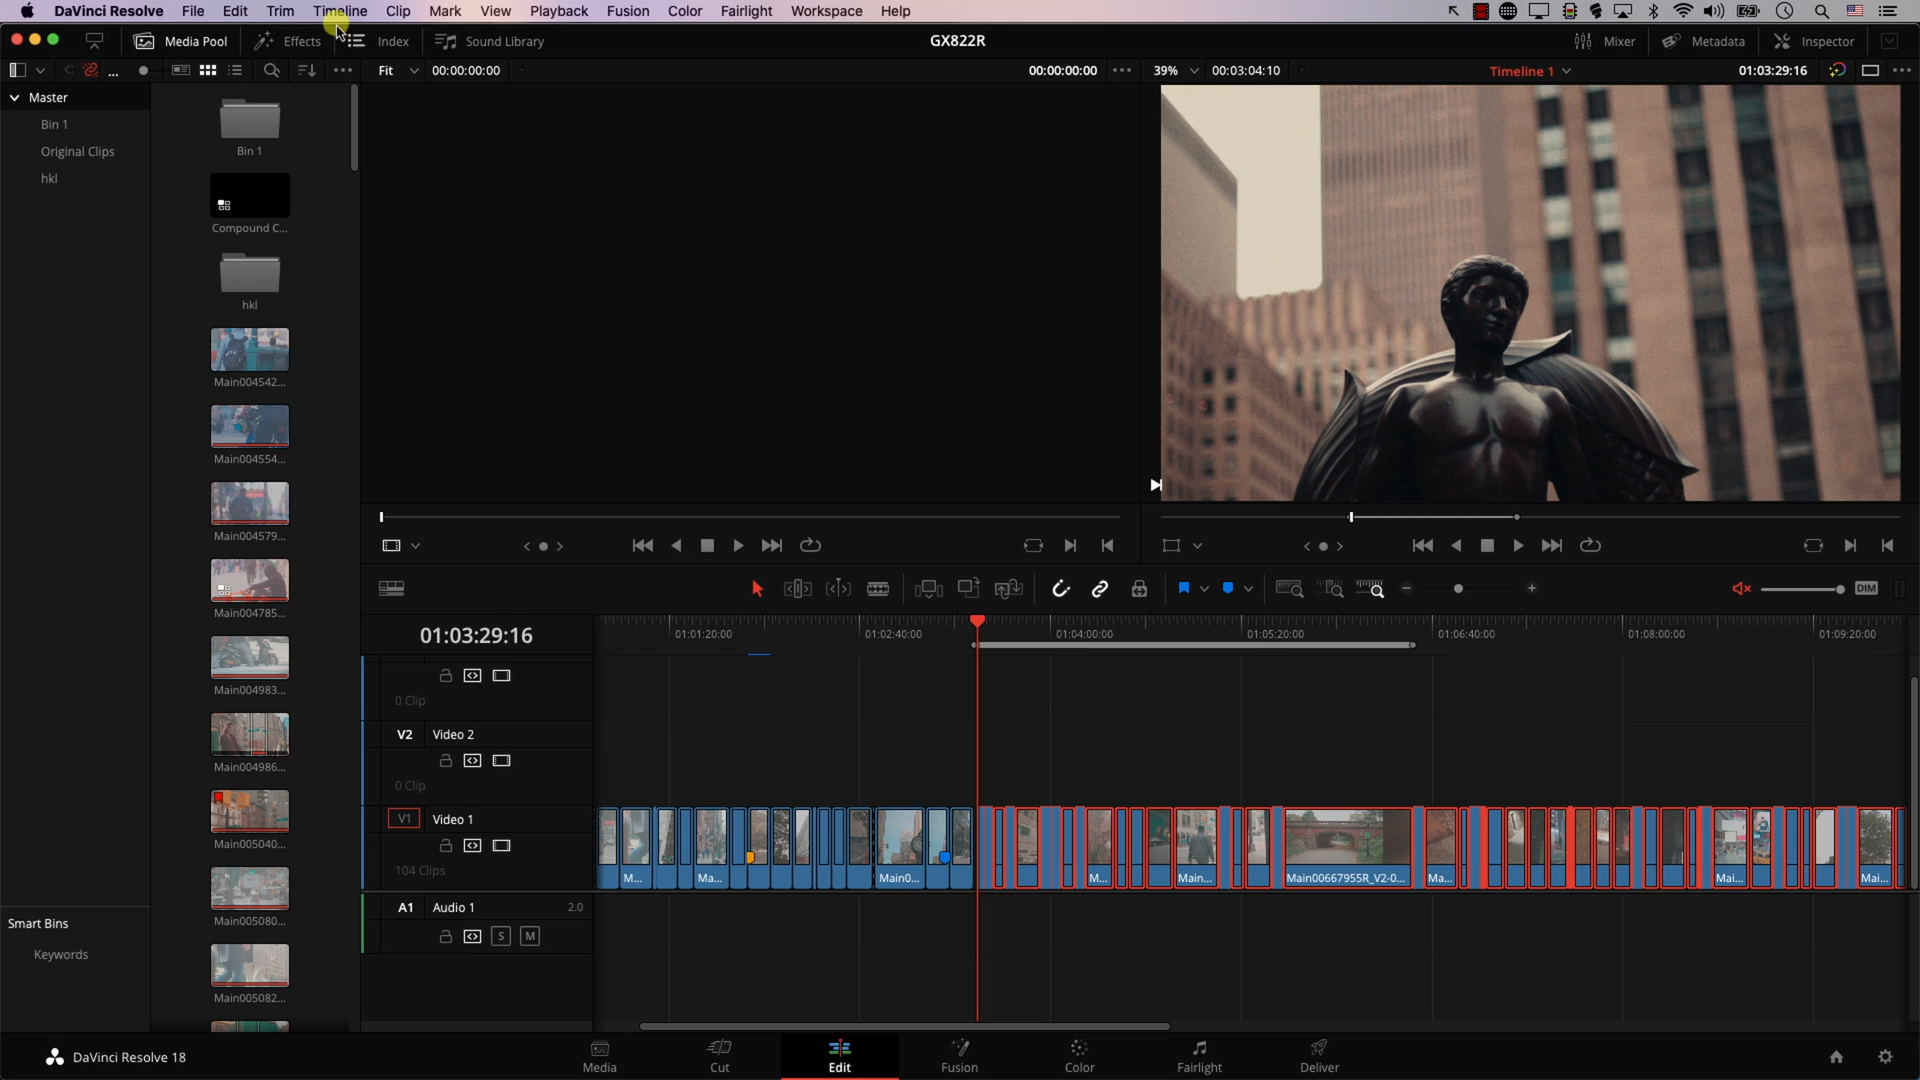 DaVinci Resolve File Edit Trim Timeline Clip Mark View Playback Fusion Color Fairlight Workspace Help
Media Pool Effects Index Sound Library GX822R Mixer Metadata Inspector
... Fit 00:00:00:00 00:00:00:00 39% 00:03:04:10 Timeline 1 01:03:29:16
Master
Bin 1
Original Clips
hkl
Bin 1
Compound C...
hkl
Main004542...
Main004554...
Main004579...
Main004785...
Main004983...
Main004986...
Main005040...
Main005080...
Main005082...
DIM
01:03:29:16
01:01:20:00 01:02:40:00 01:04:00:00 01:05:20:00 01:06:40:00 01:08:00:00 01:09:20:00
0 Clip
V2 Video 2
0 Clip
V1 Video 1
104 Clips
M... Ma... Main0... M... Main... Main00667955R_V2-0... Ma... Mai... Mai...
A1 Audio 1 2.0
S M
Smart Bins
Keywords
DaVinci Resolve 18
Media Cut Edit Fusion Color Fairlight Deliver